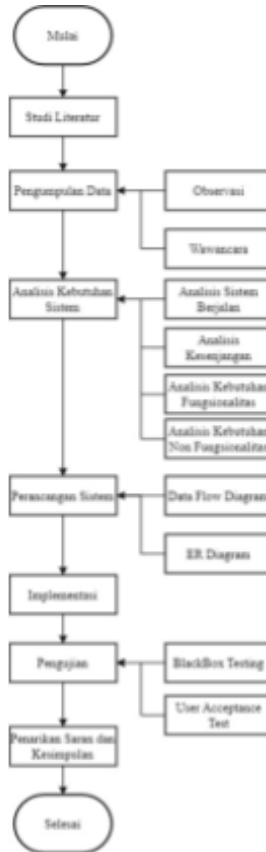 Mulai
Studi Literatur
Pengumpulan Data
Observasi
Wawancara
Analisis Kebutuhan
Sistem
Analisis Sistem
Berjalan
Analisis
Kesenjangan
Analisis Kebutuhan
Fungsionalitas
Analisis Kebutuhan
Non Fungsionalitas
Perancangan Sistem
Data Flow Diagram
ER Diagram
Implementasi
Pengujian
BlackBox Testing
User Acceptance
Test
Penarikan Saran dan
Kesimpulan
Selesai